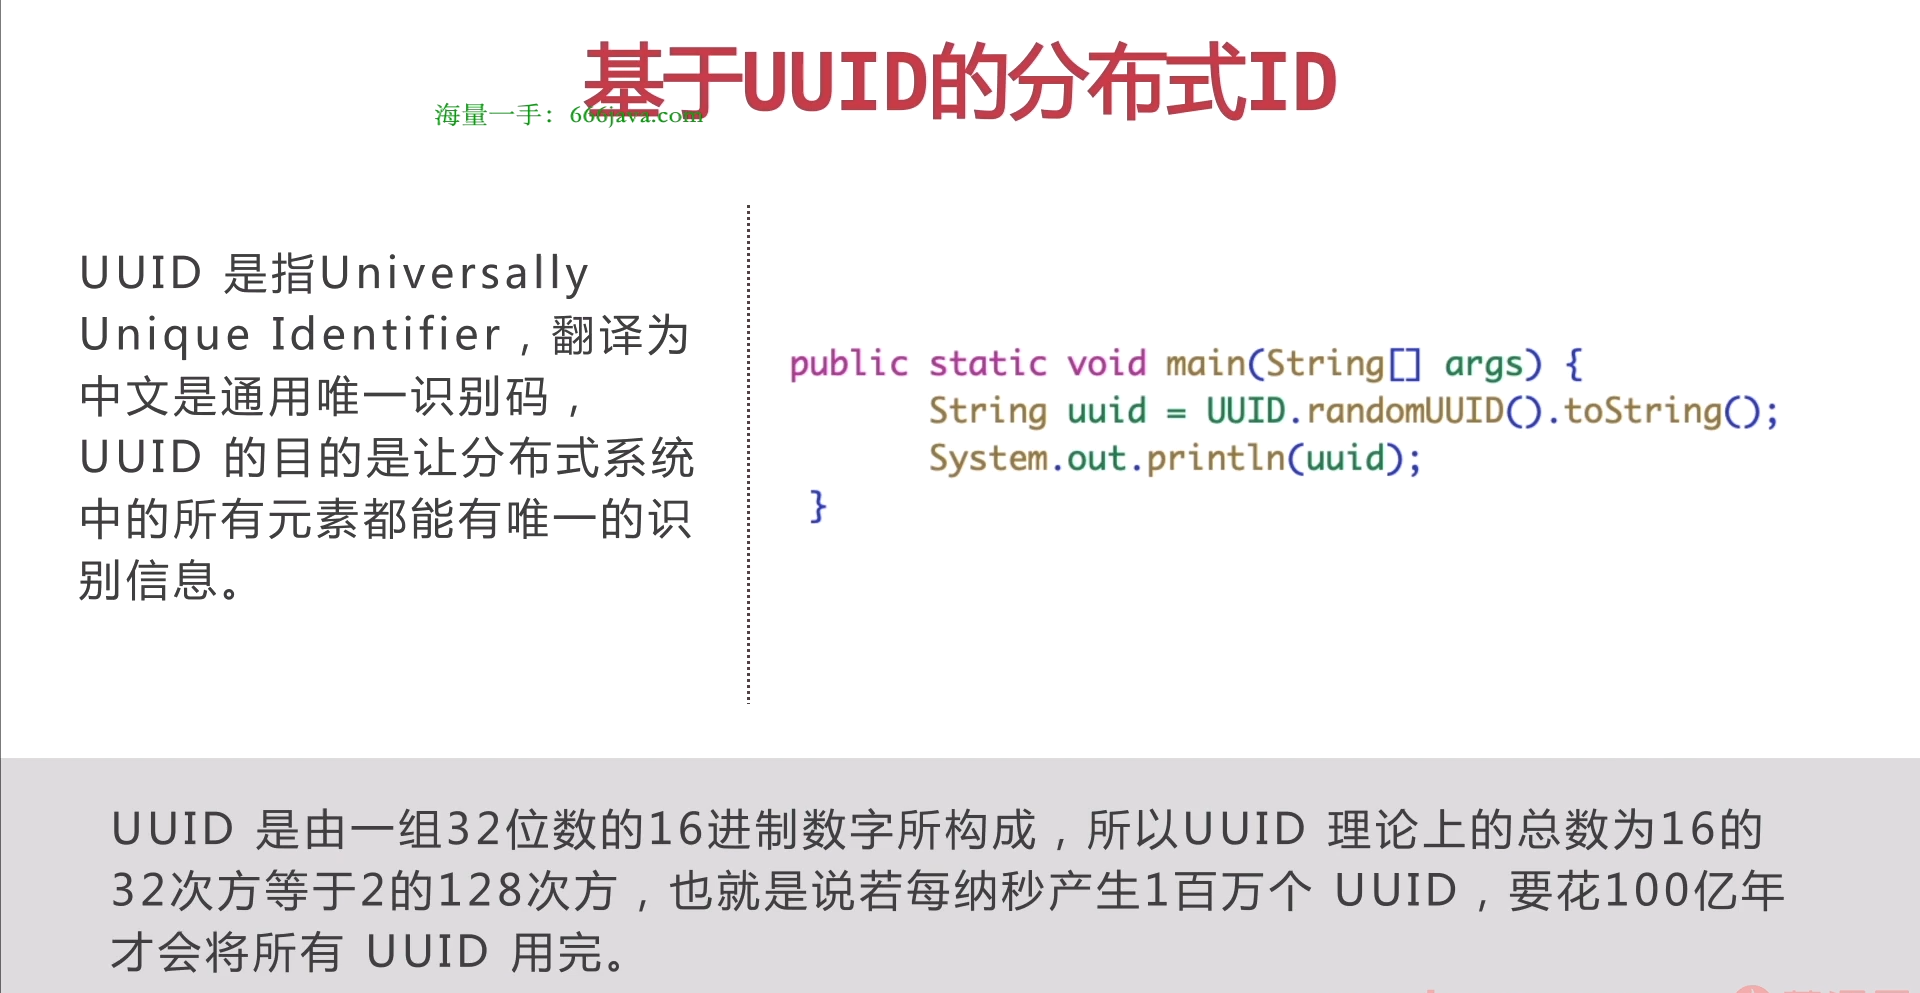 基于UUID的分布式ID
海量一手：666java.com
UUID 是指Universally
Unique Identifier，翻译为
中文是通用唯一识别码，
UUID 的目的是让分布式系统
中的所有元素都能有唯一的识
别信息。
public static void main(String[] args) {
String uuid = UUID.randomUUID().toString();
System.out.println(uuid);
}
UUID 是由一组32位数的16进制数字所构成，所以UUID 理论上的总数为16的
32次方等于2的128次方，也就是说若每纳秒产生1百万个 UUID，要花100亿年
才会将所有 UUID 用完。